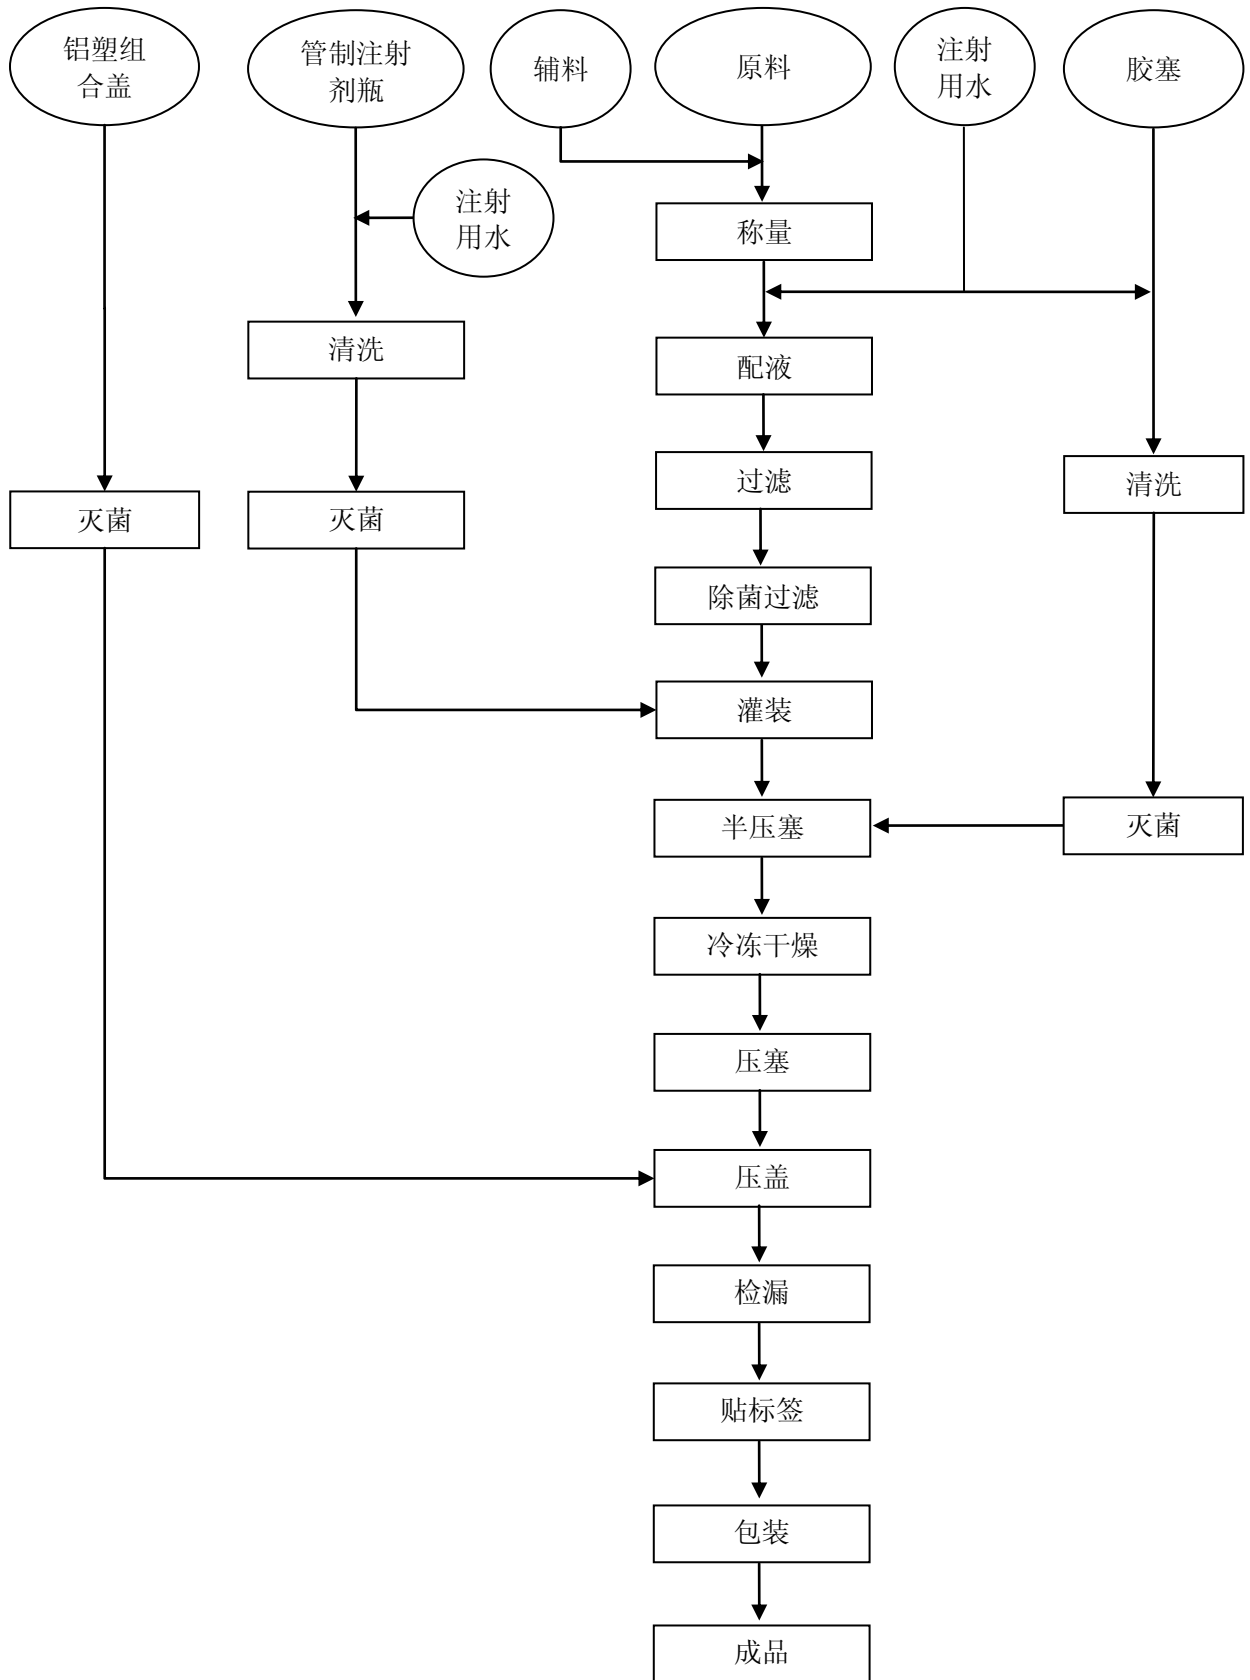 铝塑组
合盖
管制注射
剂瓶
辅料
原料
注射
用水
胶塞
注射
用水
称量
清洗
配液
过滤
清洗
灭菌
灭菌
除菌过滤
灌装
半压塞
灭菌
冷冻干燥
压塞
压盖
检漏
贴标签
包装
成品